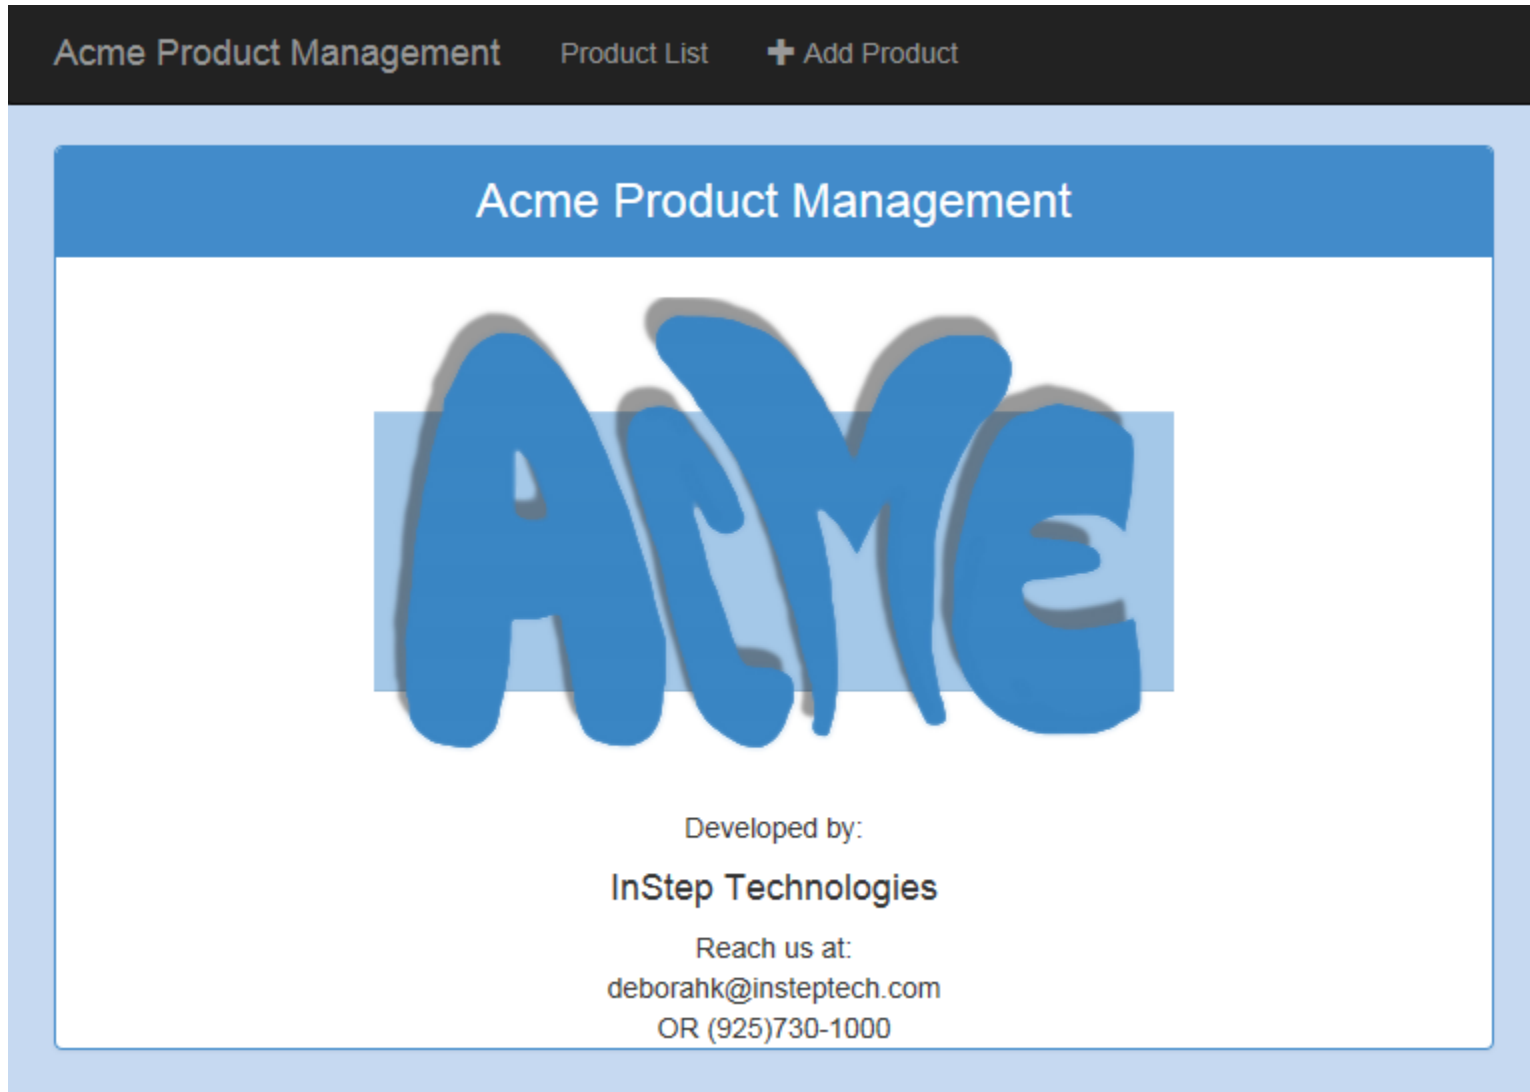 Acme Product Management Product List Add Product
Acme Product Management
ACME
Developed by:
InStep Technologies
Reach us at:
deborahk@insteptech.com
OR (925)730-1000